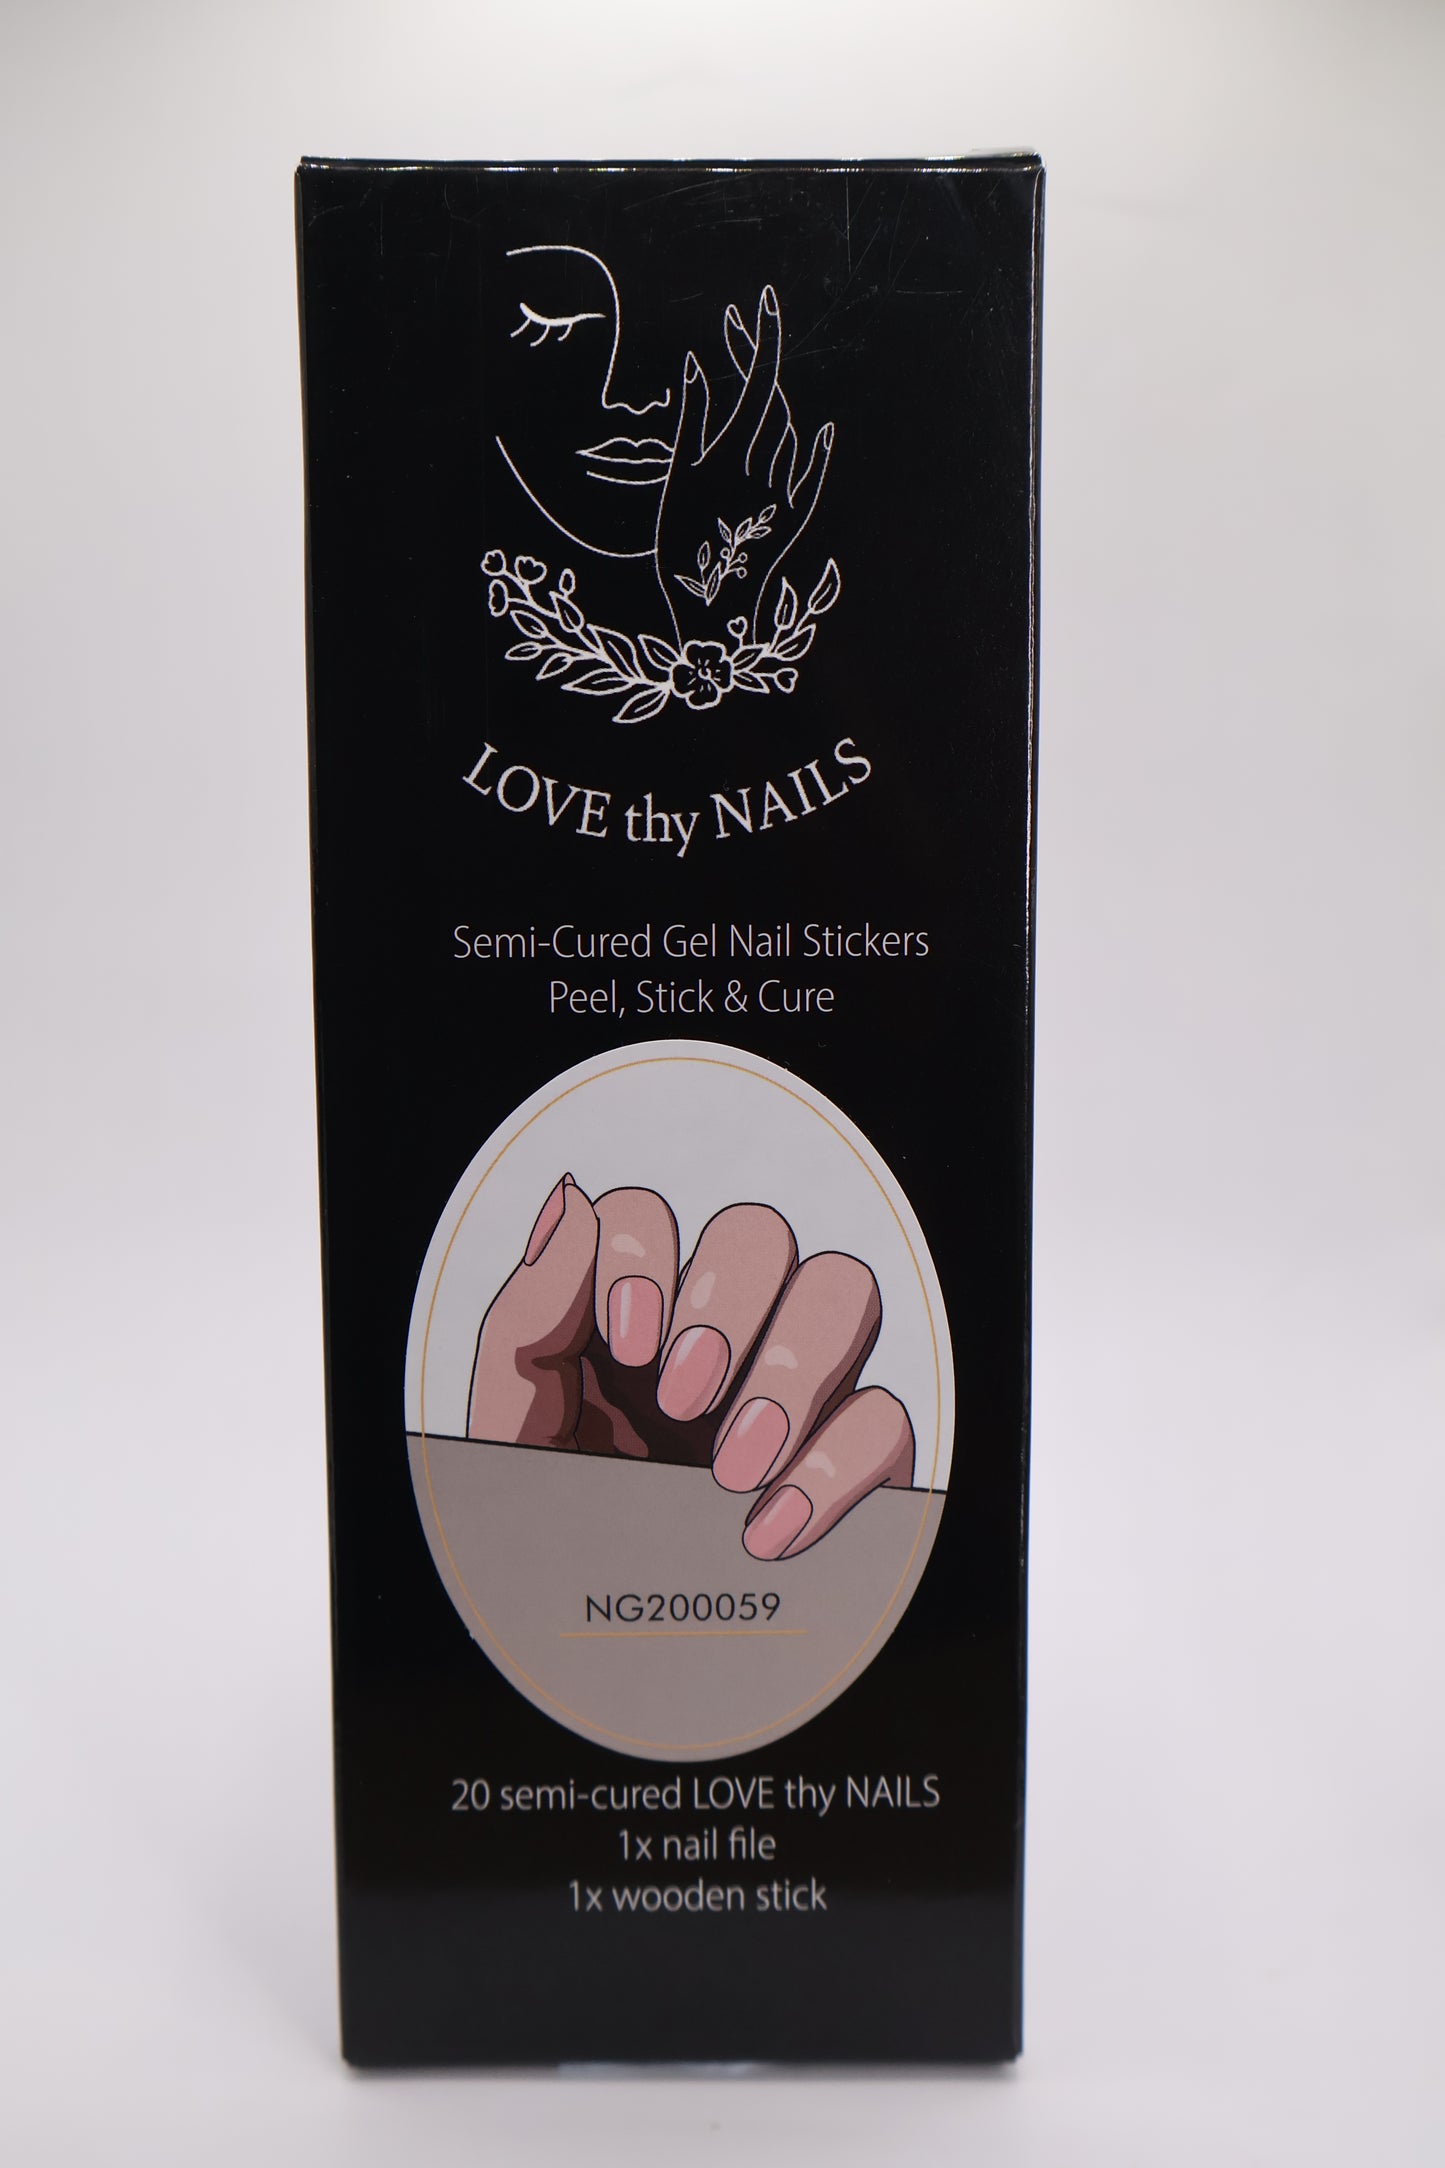 LOVE thy NAILS
Semi-Cured Gel Nail Stickers
Peel, Stick & Cure
NG200059
20 semi-cured LOVE thy NAILS
1x nail file
1x wooden stick